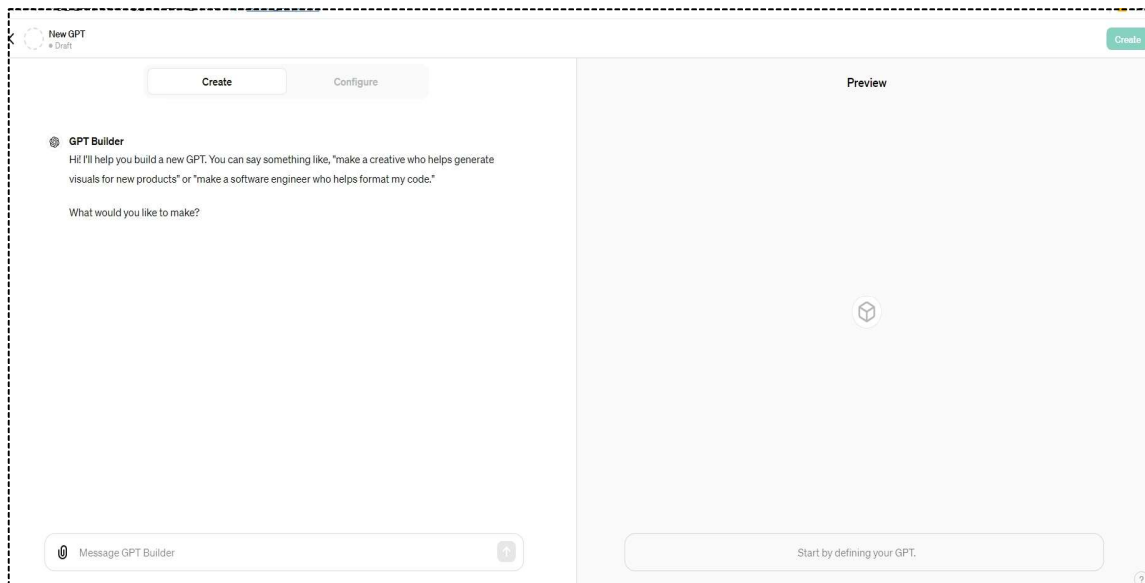 New GPT
Draft
Create
Create
Configure
Preview
GPT Builder
Hi! I'll help you build a new GPT. You can say something like, "make a creative who helps generate
visuals for new products" or "make a software engineer who helps format my code."
What would you like to make?
Message GPT Builder
Start by defining your GPT.
?